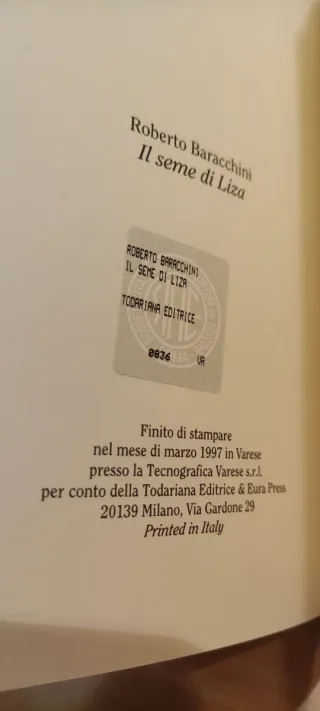 Roberto Baracchini
Il seme di Liza
ROBERTO BARACCHINI
IL SEME DI LIZA
TODARIANA EDITRICE
0836 VA
Finito di stampare
nel mese di marzo 1997 in Varese
presso la Tecnografica Varese s.r.l.
per conto della Todariana Editrice & Eura Press
20139 Milano, Via Gardone 29
Printed in Italy